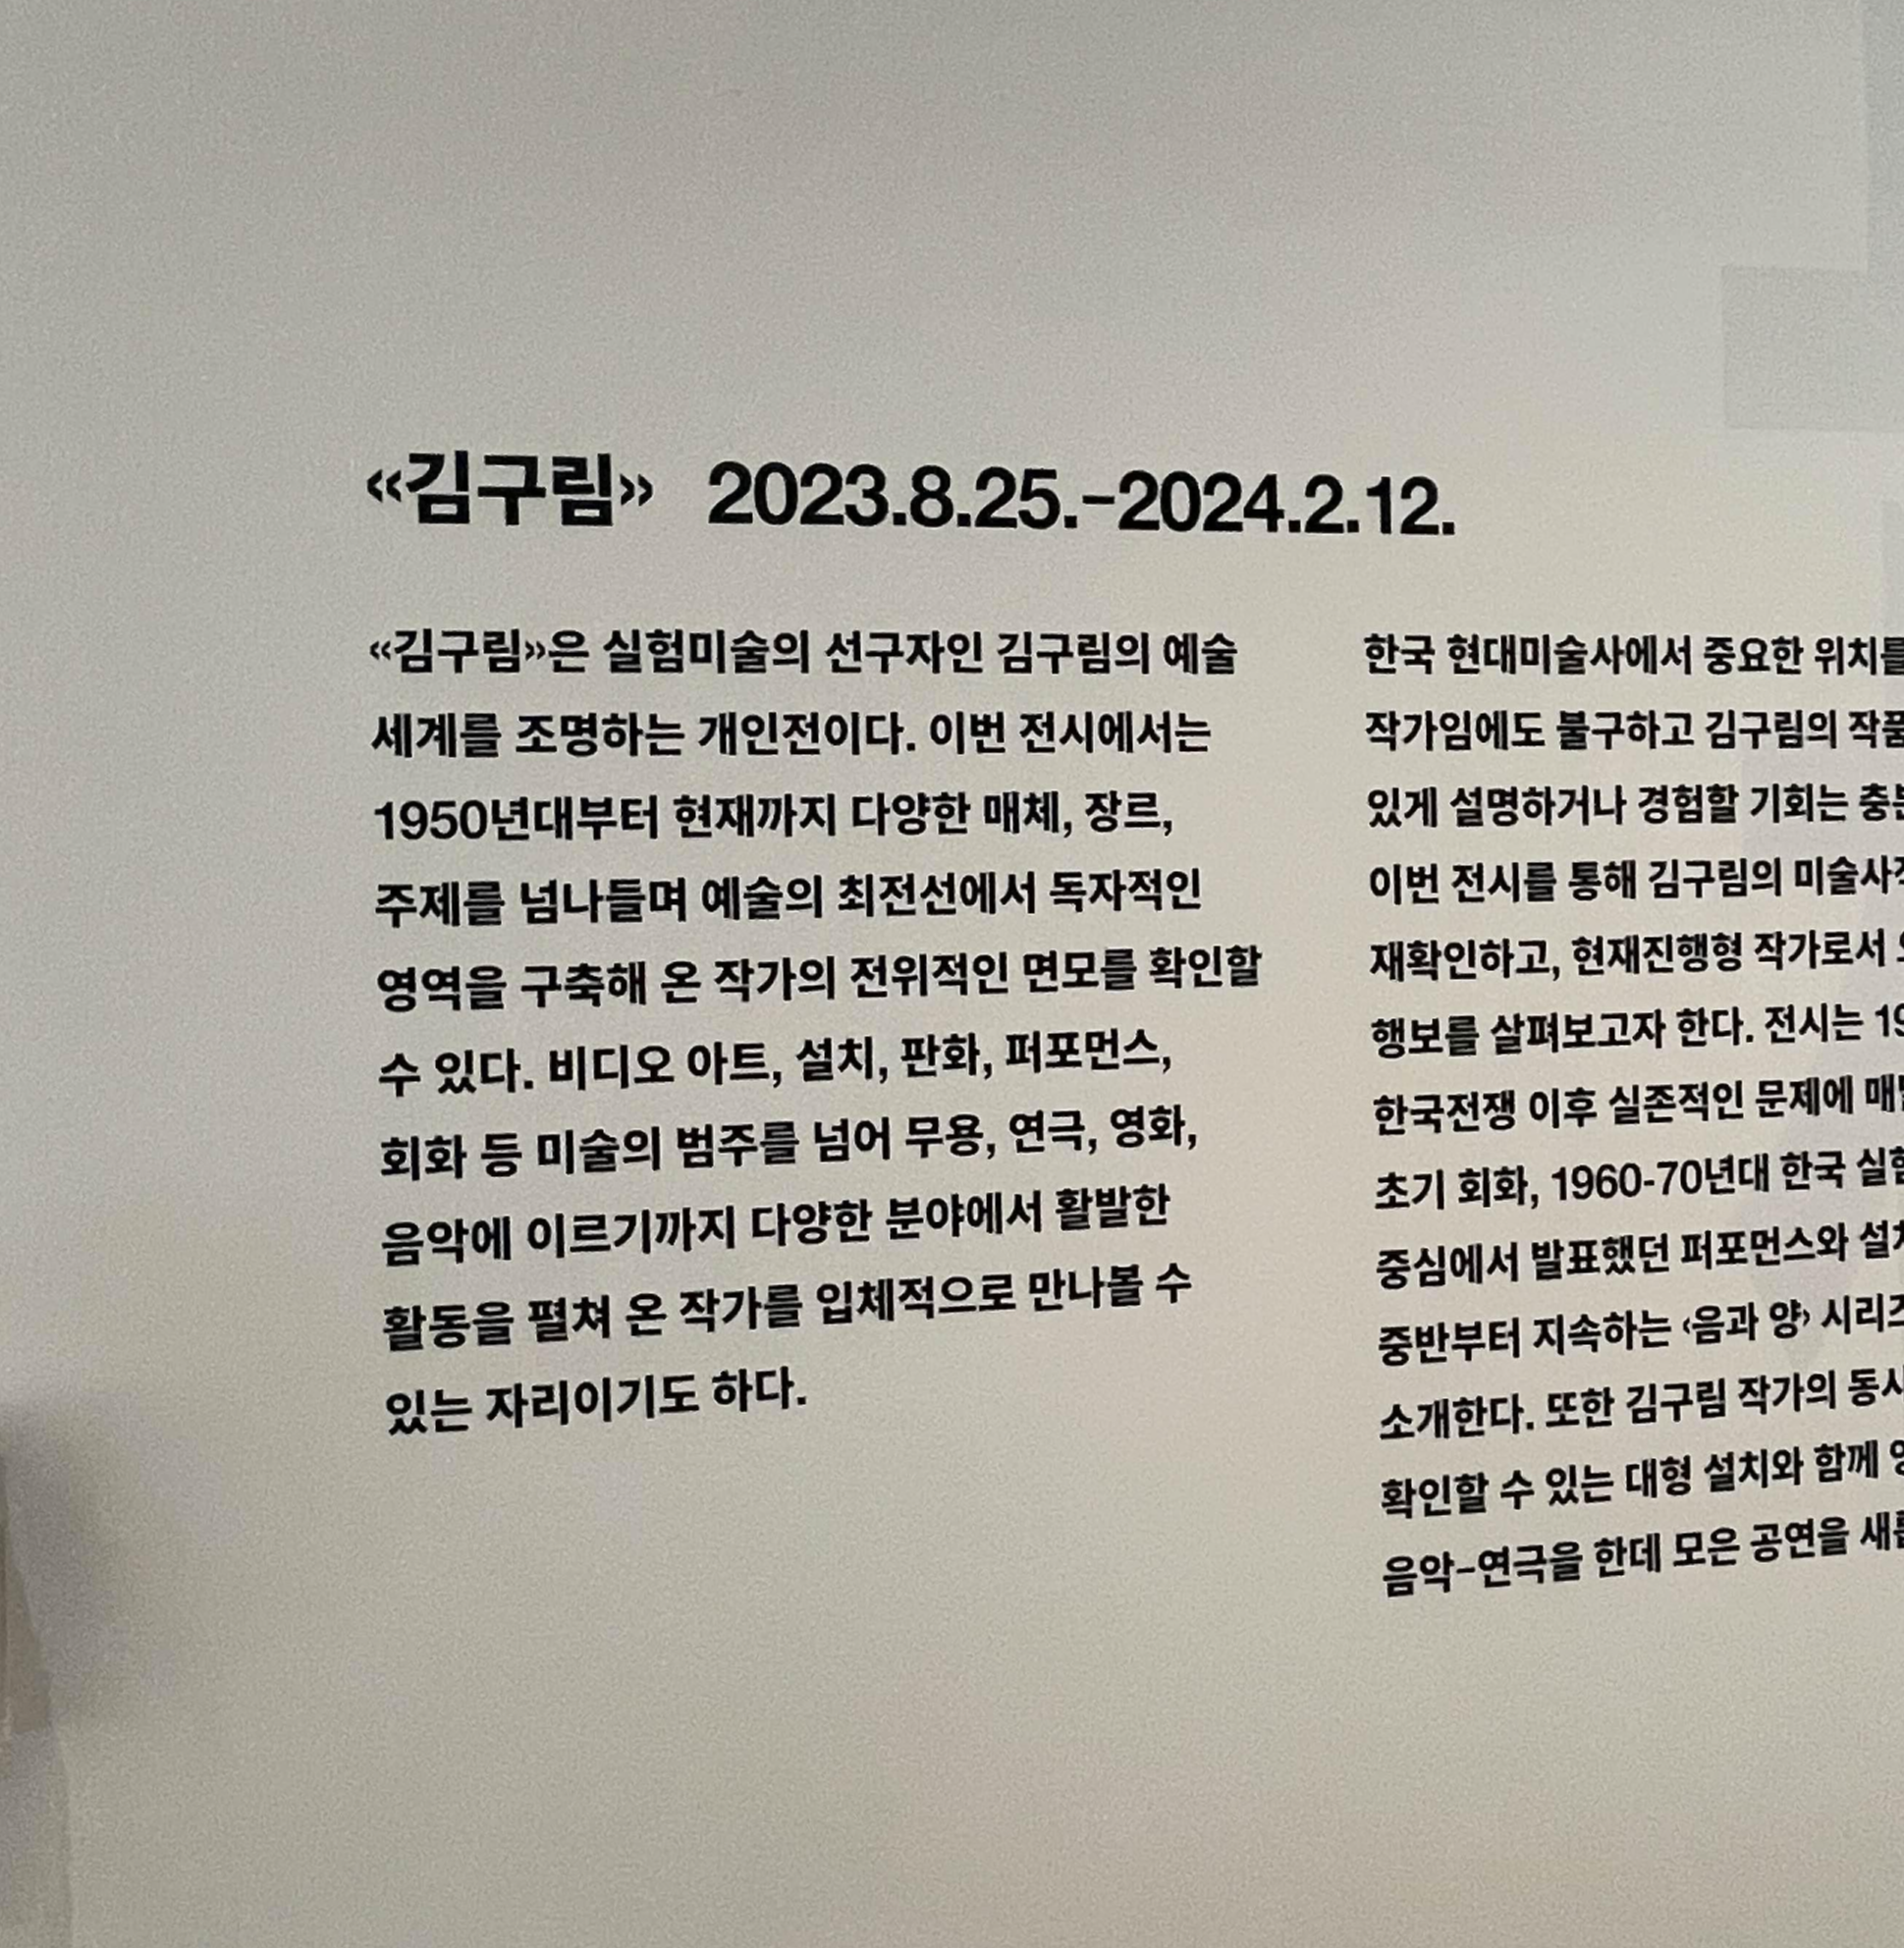 «김구림» 2023.8.25.-2024.2.12.
«김구림»은 실험미술의 선구자인 김구림의 예술
세계를 조명하는 개인전이다. 이번 전시에서는
1950년대부터 현재까지 다양한 매체, 장르,
주제를 넘나들며 예술의 최전선에서 독자적인
영역을 구축해 온 작가의 전위적인 면모를 확인할
수 있다. 비디오 아트, 설치, 판화, 퍼포먼스,
회화 등 미술의 범주를 넘어 무용, 연극, 영화,
음악에 이르기까지 다양한 분야에서 활발한
활동을 펼쳐 온 작가를 입체적으로 만나볼 수
있는 자리이기도 하다.
한국 현대미술사에서 중요한 위치를
작가임에도 불구하고 김구림의 작품
있게 설명하거나 경험할 기회는
이번 전시를 통해 김구림의
재확인하고, 현재진행형 작가로서
행보를 살펴보고자 한다. 전시는
한국전쟁 이후 실존적인 문제에
초기 회화, 1960-70년대 한국
중심에서 발표했던 퍼포먼스와
중반부터 지속하는 ‹음과 양›
소개한다. 또한 김구림 작가의
확인할 수 있는 대형 설치와 함께
음악-연극을 한데 모은 공연을